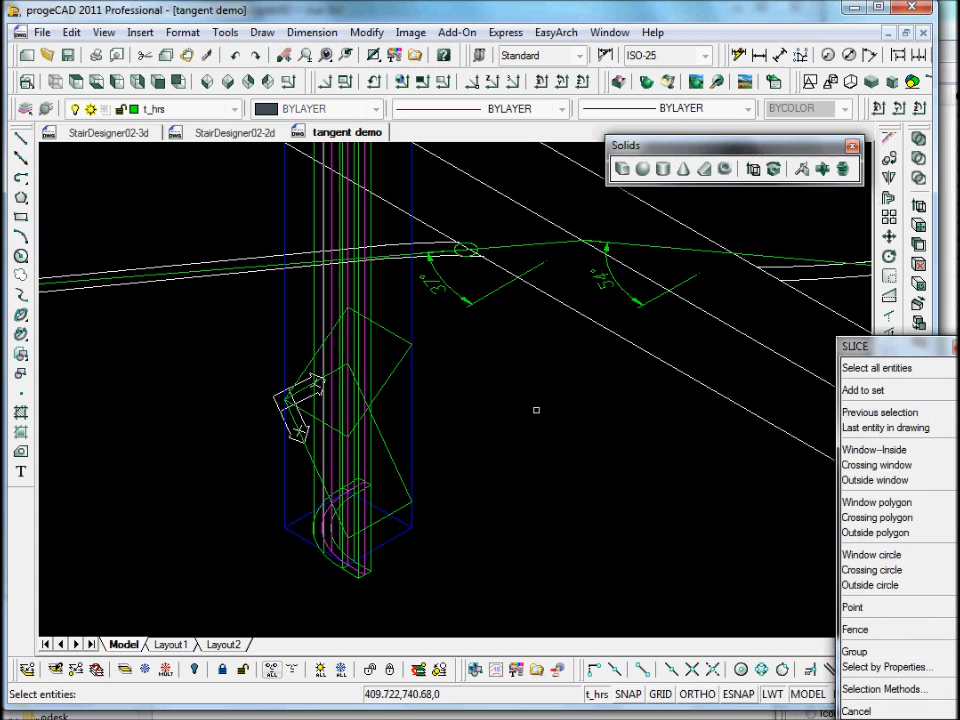 progeCAD 2011 Professional - [tangent demo]
File Edit View Insert Format Tools Draw Dimension Modify Image Add-On Express EasyArch Window Help
Standard ISO-25
t_hrs BYLAYER BYLAYER BYLAYER BYCOLOR
StairDesigner02-3d StairDesigner02-2d tangent demo
Solids
37°
54°
SLICE
Select all entities
Add to set
Previous selection
Last entity in drawing
Window--Inside
Crossing window
Outside window
Window polygon
Crossing polygon
Outside polygon
Window circle
Crossing circle
Outside circle
Point
Fence
Group
Select by Properties...
Selection Methods...
Cancel
Model Layout1 Layout2
Select entities: 409.722,740.68,0 t_hrs SNAP GRID ORTHO ESNAP LWT MODEL